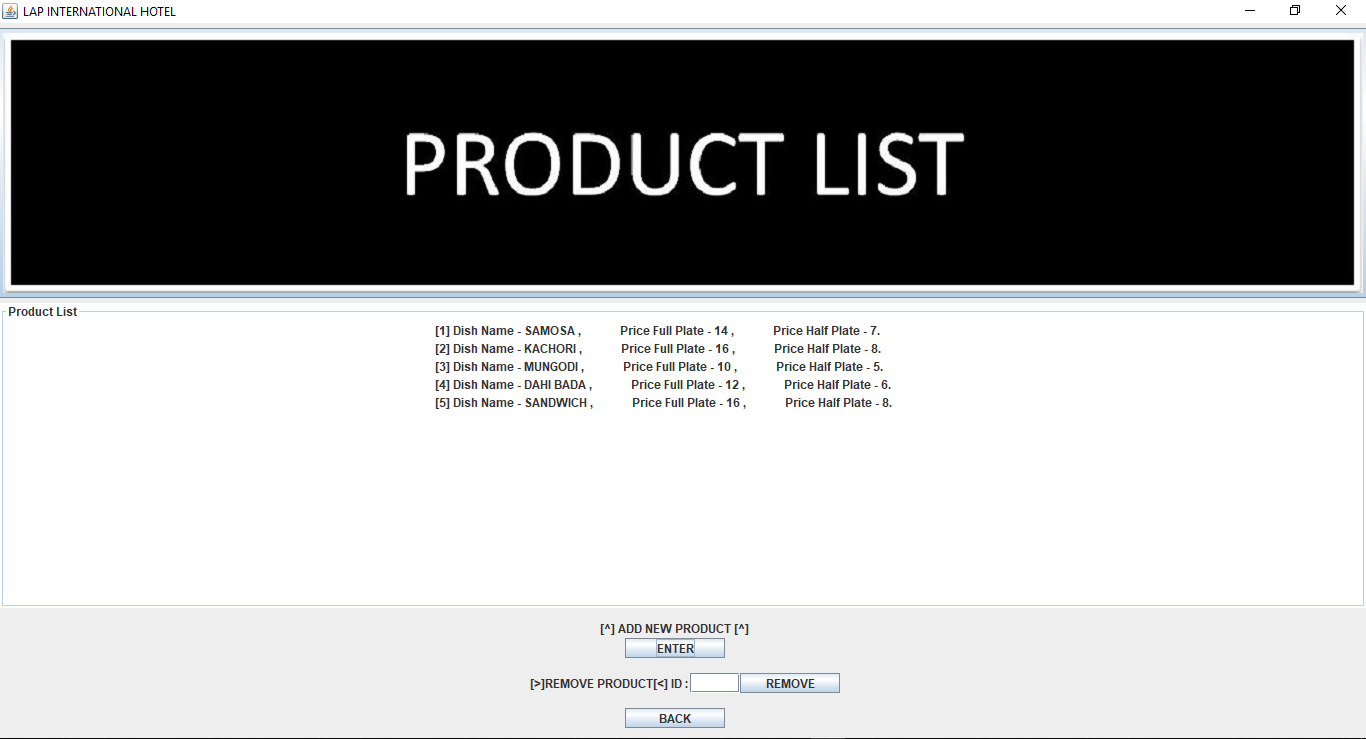 LAP INTERNATIONAL HOTEL
PRODUCT LIST
Product List
[1] Dish Name - SAMOSA , Price Full Plate - 14 , Price Half Plate - 7.
[2] Dish Name - KACHORI , Price Full Plate - 16 , Price Half Plate - 8.
[3] Dish Name - MUNGODI , Price Full Plate - 10 , Price Half Plate - 5.
[4] Dish Name - DAHI BADA , Price Full Plate - 12 , Price Half Plate - 6.
[5] Dish Name - SANDWICH , Price Full Plate - 16 , Price Half Plate - 8.
[^] ADD NEW PRODUCT [^]
ENTER
[>]REMOVE PRODUCT[<] ID : REMOVE
BACK